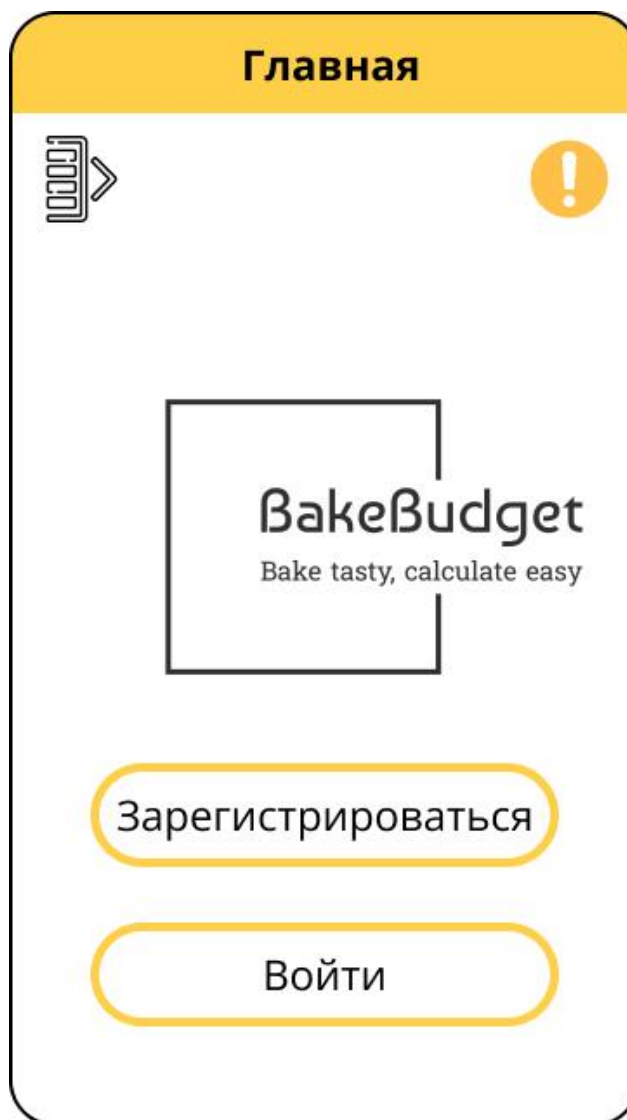 Главная
BakeBudget
Bake tasty, calculate easy
Зарегистрироваться
Войти